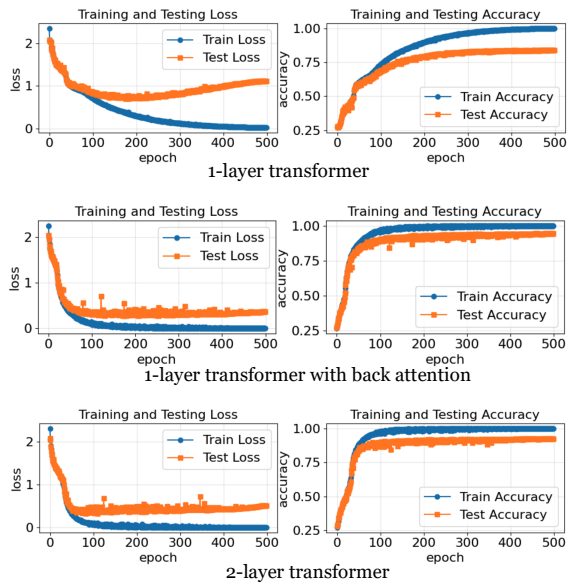 Training and Testing Loss
2
1
0
loss
Train Loss
Test Loss
0 100 200 300 400 500
epoch
Training and Testing Accuracy
1.00
0.75
0.50
0.25
accuracy
Train Accuracy
Test Accuracy
0 100 200 300 400 500
epoch
1-layer transformer
Training and Testing Loss
2
1
0
loss
Train Loss
Test Loss
0 100 200 300 400 500
epoch
Training and Testing Accuracy
1.00
0.75
0.50
0.25
accuracy
Train Accuracy
Test Accuracy
0 100 200 300 400 500
epoch
1-layer transformer with back attention
Training and Testing Loss
2
1
0
loss
Train Loss
Test Loss
0 100 200 300 400 500
epoch
Training and Testing Accuracy
1.00
0.75
0.50
0.25
accuracy
Train Accuracy
Test Accuracy
0 100 200 300 400 500
epoch
2-layer transformer